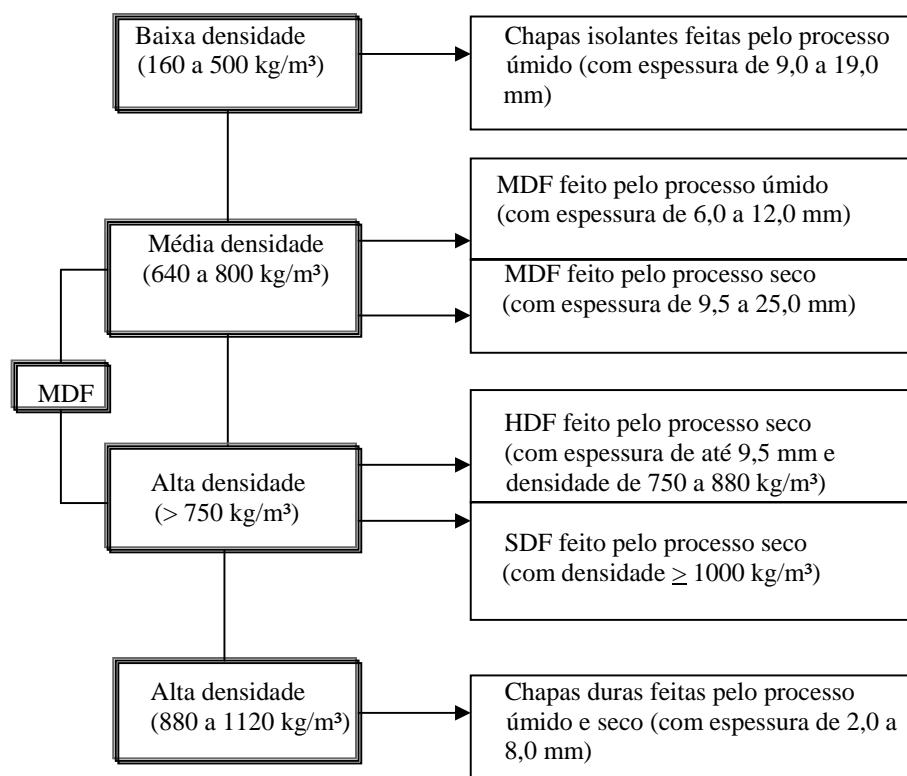 Baixa densidade
(160 a 500 kg/m³)
Chapas isolantes feitas pelo processo
úmido (com espessura de 9,0 a 19,0
mm)
MDF feito pelo processo úmido
(com espessura de 6,0 a 12,0 mm)
Média densidade
(640 a 800 kg/m³)
MDF feito pelo processo seco
(com espessura de 9,5 a 25,0 mm)
MDF
HDF feito pelo processo seco
(com espessura de até 9,5 mm e
densidade de 750 a 880 kg/m³)
Alta densidade
(> 750 kg/m³)
SDF feito pelo processo seco
(com densidade ≥ 1000 kg/m³)
Alta densidade
(880 a 1120 kg/m³)
Chapas duras feitas pelo processo
úmido e seco (com espessura de 2,0 a
8,0 mm)